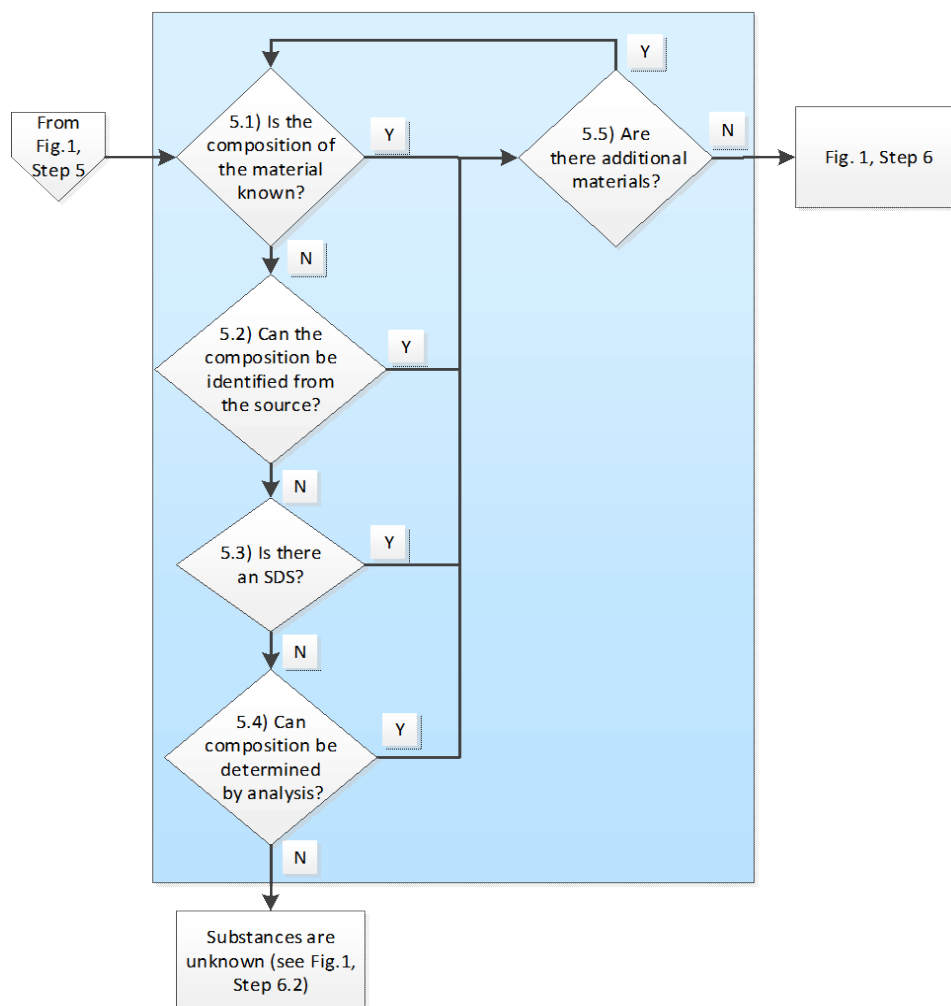 From
Fig.1,
Step 5
5.1) Is the
composition of
the material
known?
Y
Y
5.5) Are
there additional
materials?
N
Fig. 1, Step 6
N
5.2) Can the
composition be
identified from
the source?
Y
N
5.3) Is there
an SDS?
Y
N
5.4) Can
composition be
determined
by analysis?
Y
N
Substances are
unknown (see Fig.1,
Step 6.2)